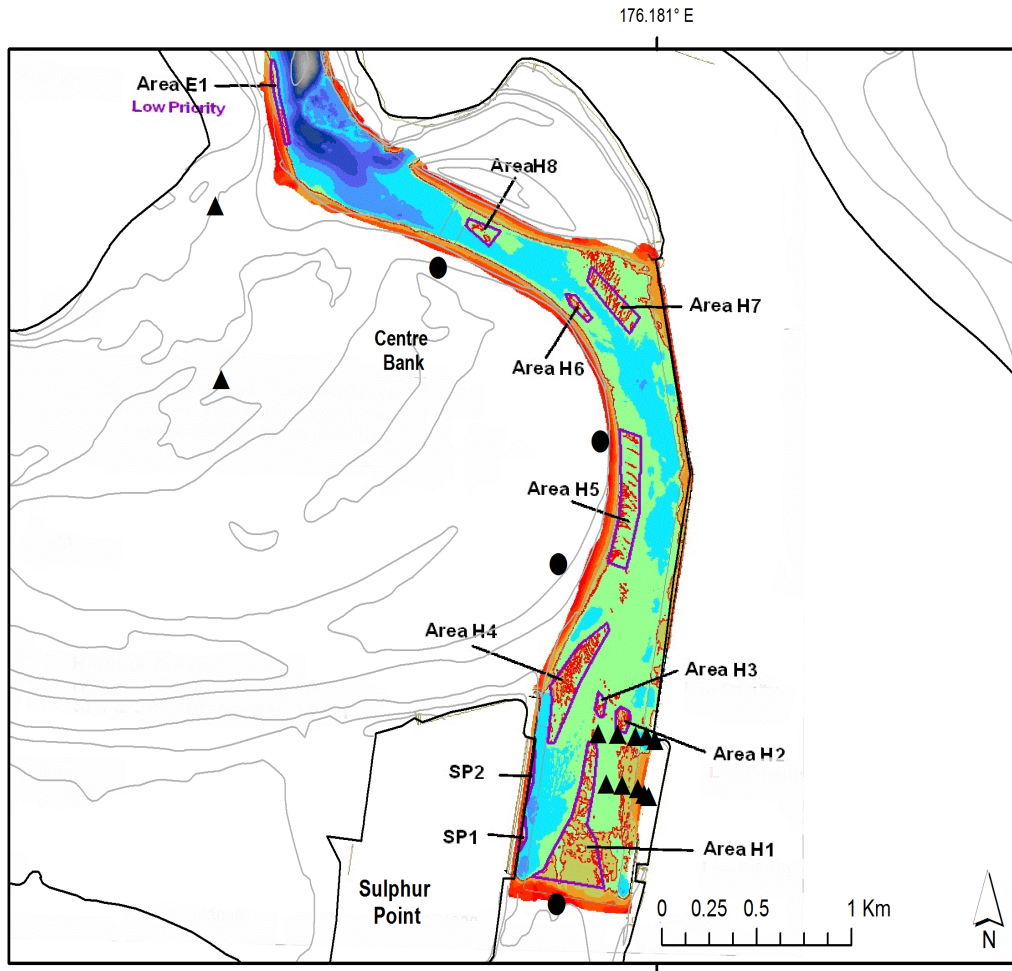 176.181° E
Area E1
Low Priority
AreaH8
Area H7
Centre
Bank
Area H6
Area H5
Area H4
Area H3
Area H2
SP2
SP1
Area H1
Sulphur
Point
0 0.25 0.5 1 Km
N